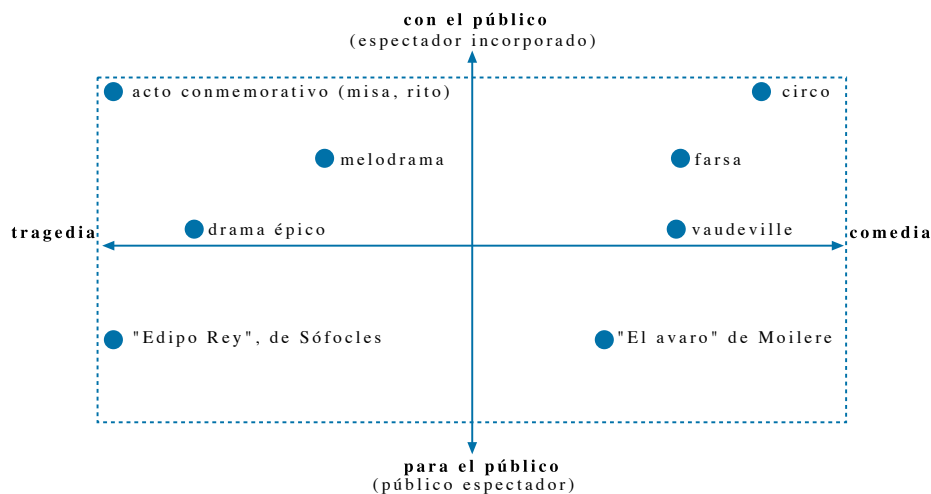 con el público
(espectador incorporado)
acto conmemorativo (misa, rito)
circo
melodrama
farsa
drama épico
vaudeville
tragedia
comedia
"Edipo Rey", de Sófocles
"El avaro" de Moilere
para el público
(público espectador)